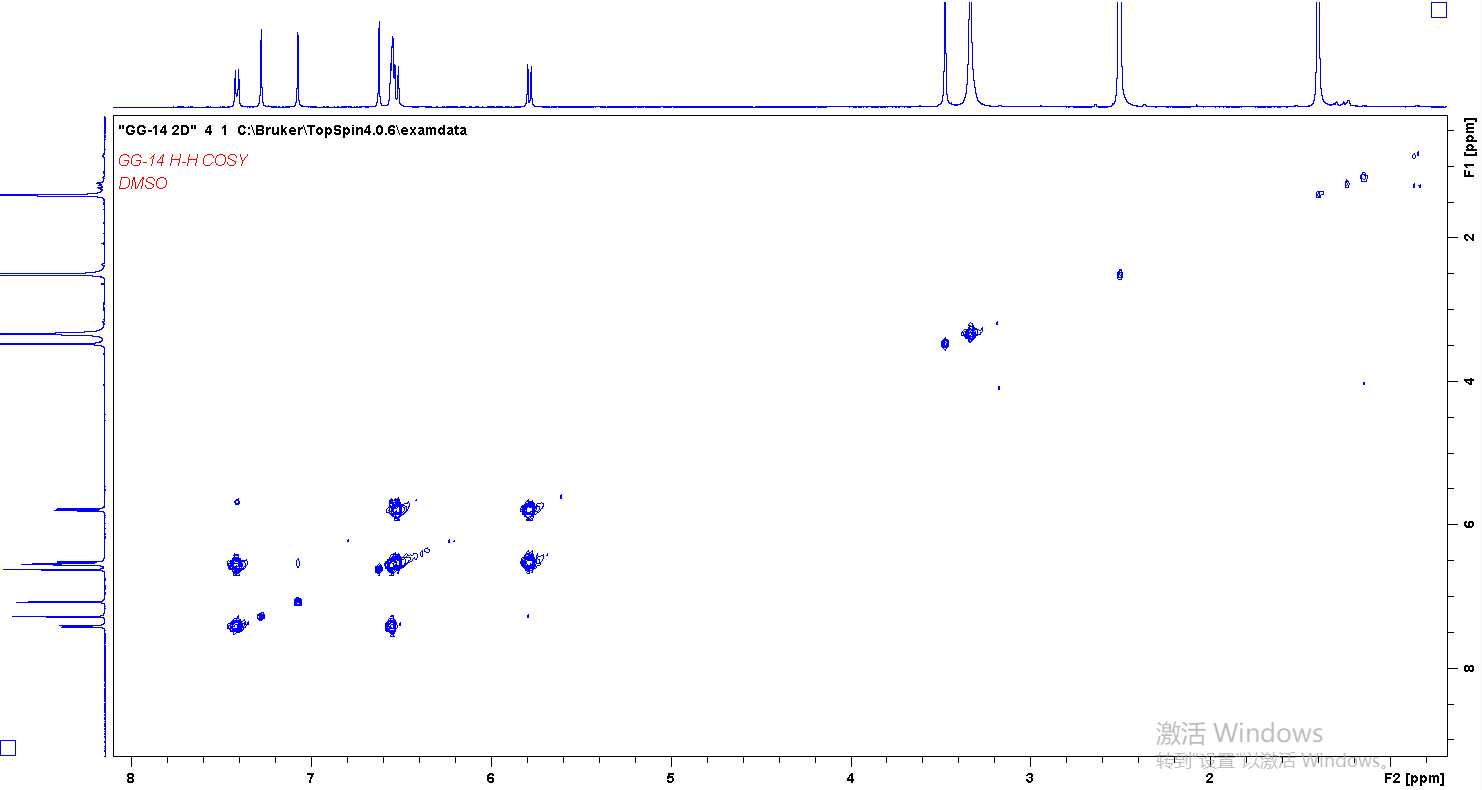 "GG-14 2D" 4 1 C:\Bruker\TopSpin4.0.6\examdata
GG-14 H-H COSY
DMSO
F1 [ppm]
2
4
6
8
激活 Windows
转到"设置"以激活 Windows。
8
7
6
5
4
3
2
F2 [ppm]